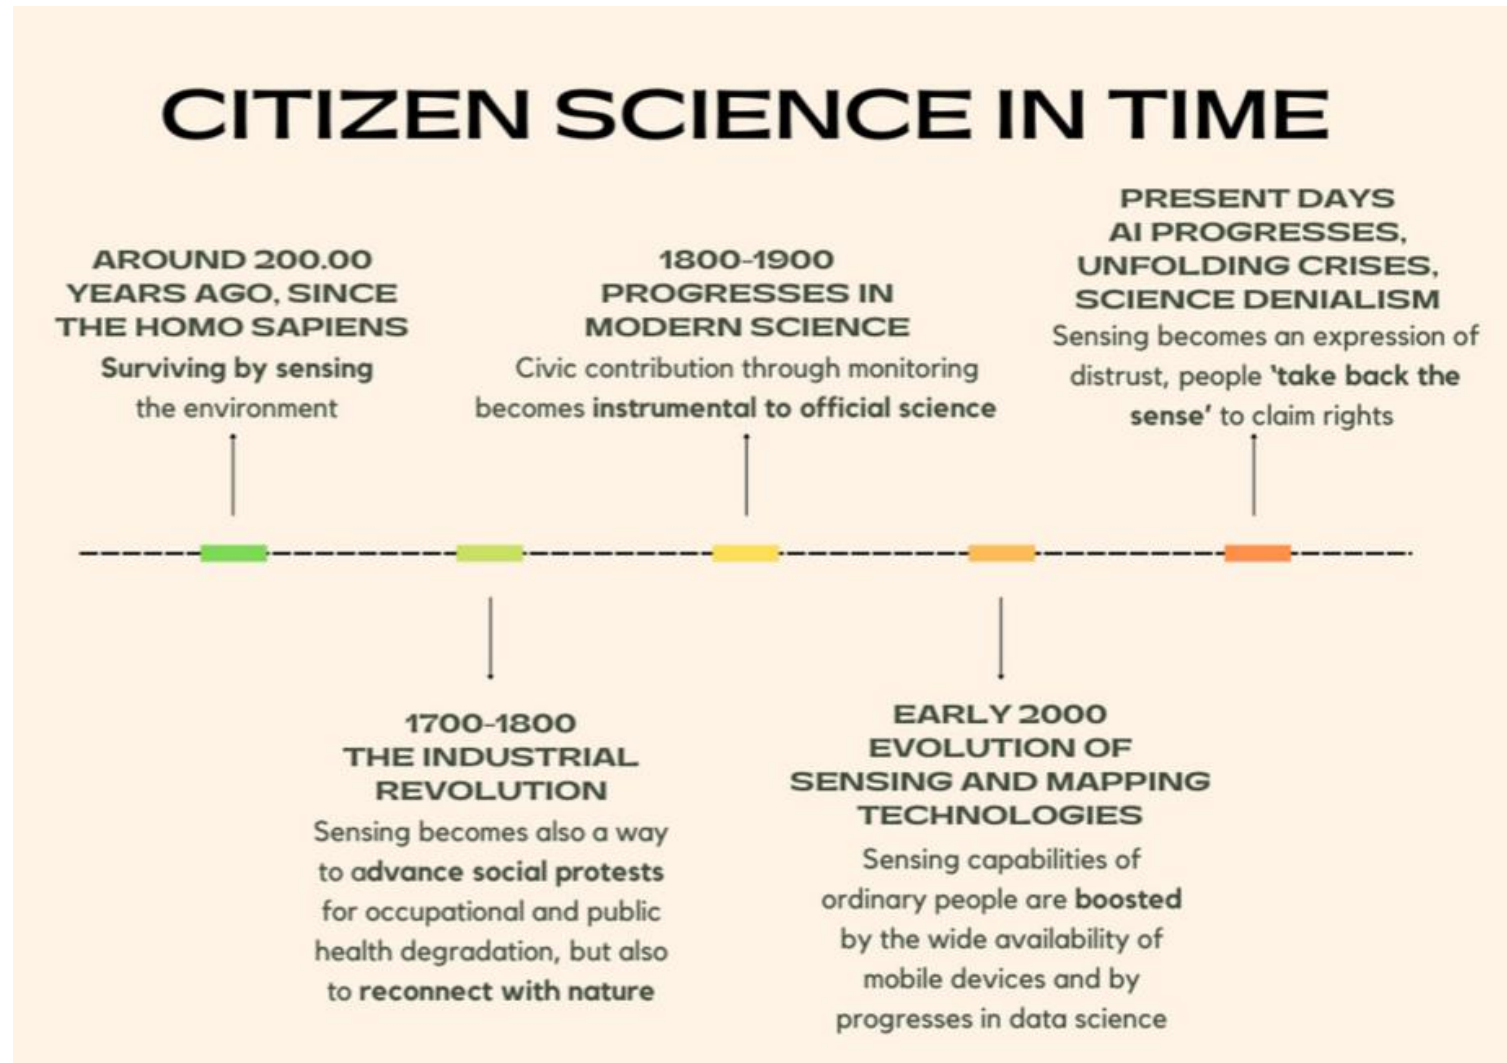 CITIZEN SCIENCE IN TIME
AROUND 200.00
YEARS AGO, SINCE
THE HOMO SAPIENS
Surviving by sensing
the environment
1700-1800
THE INDUSTRIAL
REVOLUTION
Sensing becomes also a way
to advance social protests
for occupational and public
health degradation, but also
to reconnect with nature
1800-1900
PROGRESSES IN
MODERN SCIENCE
Civic contribution through monitoring
becomes instrumental to official science
EARLY 2000
EVOLUTION OF
SENSING AND MAPPING
TECHNOLOGIES
Sensing capabilities of
ordinary people are boosted
by the wide availability of
mobile devices and by
progresses in data science
PRESENT DAYS
AI PROGRESSES,
UNFOLDING CRISES,
SCIENCE DENIALISM
Sensing becomes an expression of
distrust, people 'take back the
sense' to claim rights